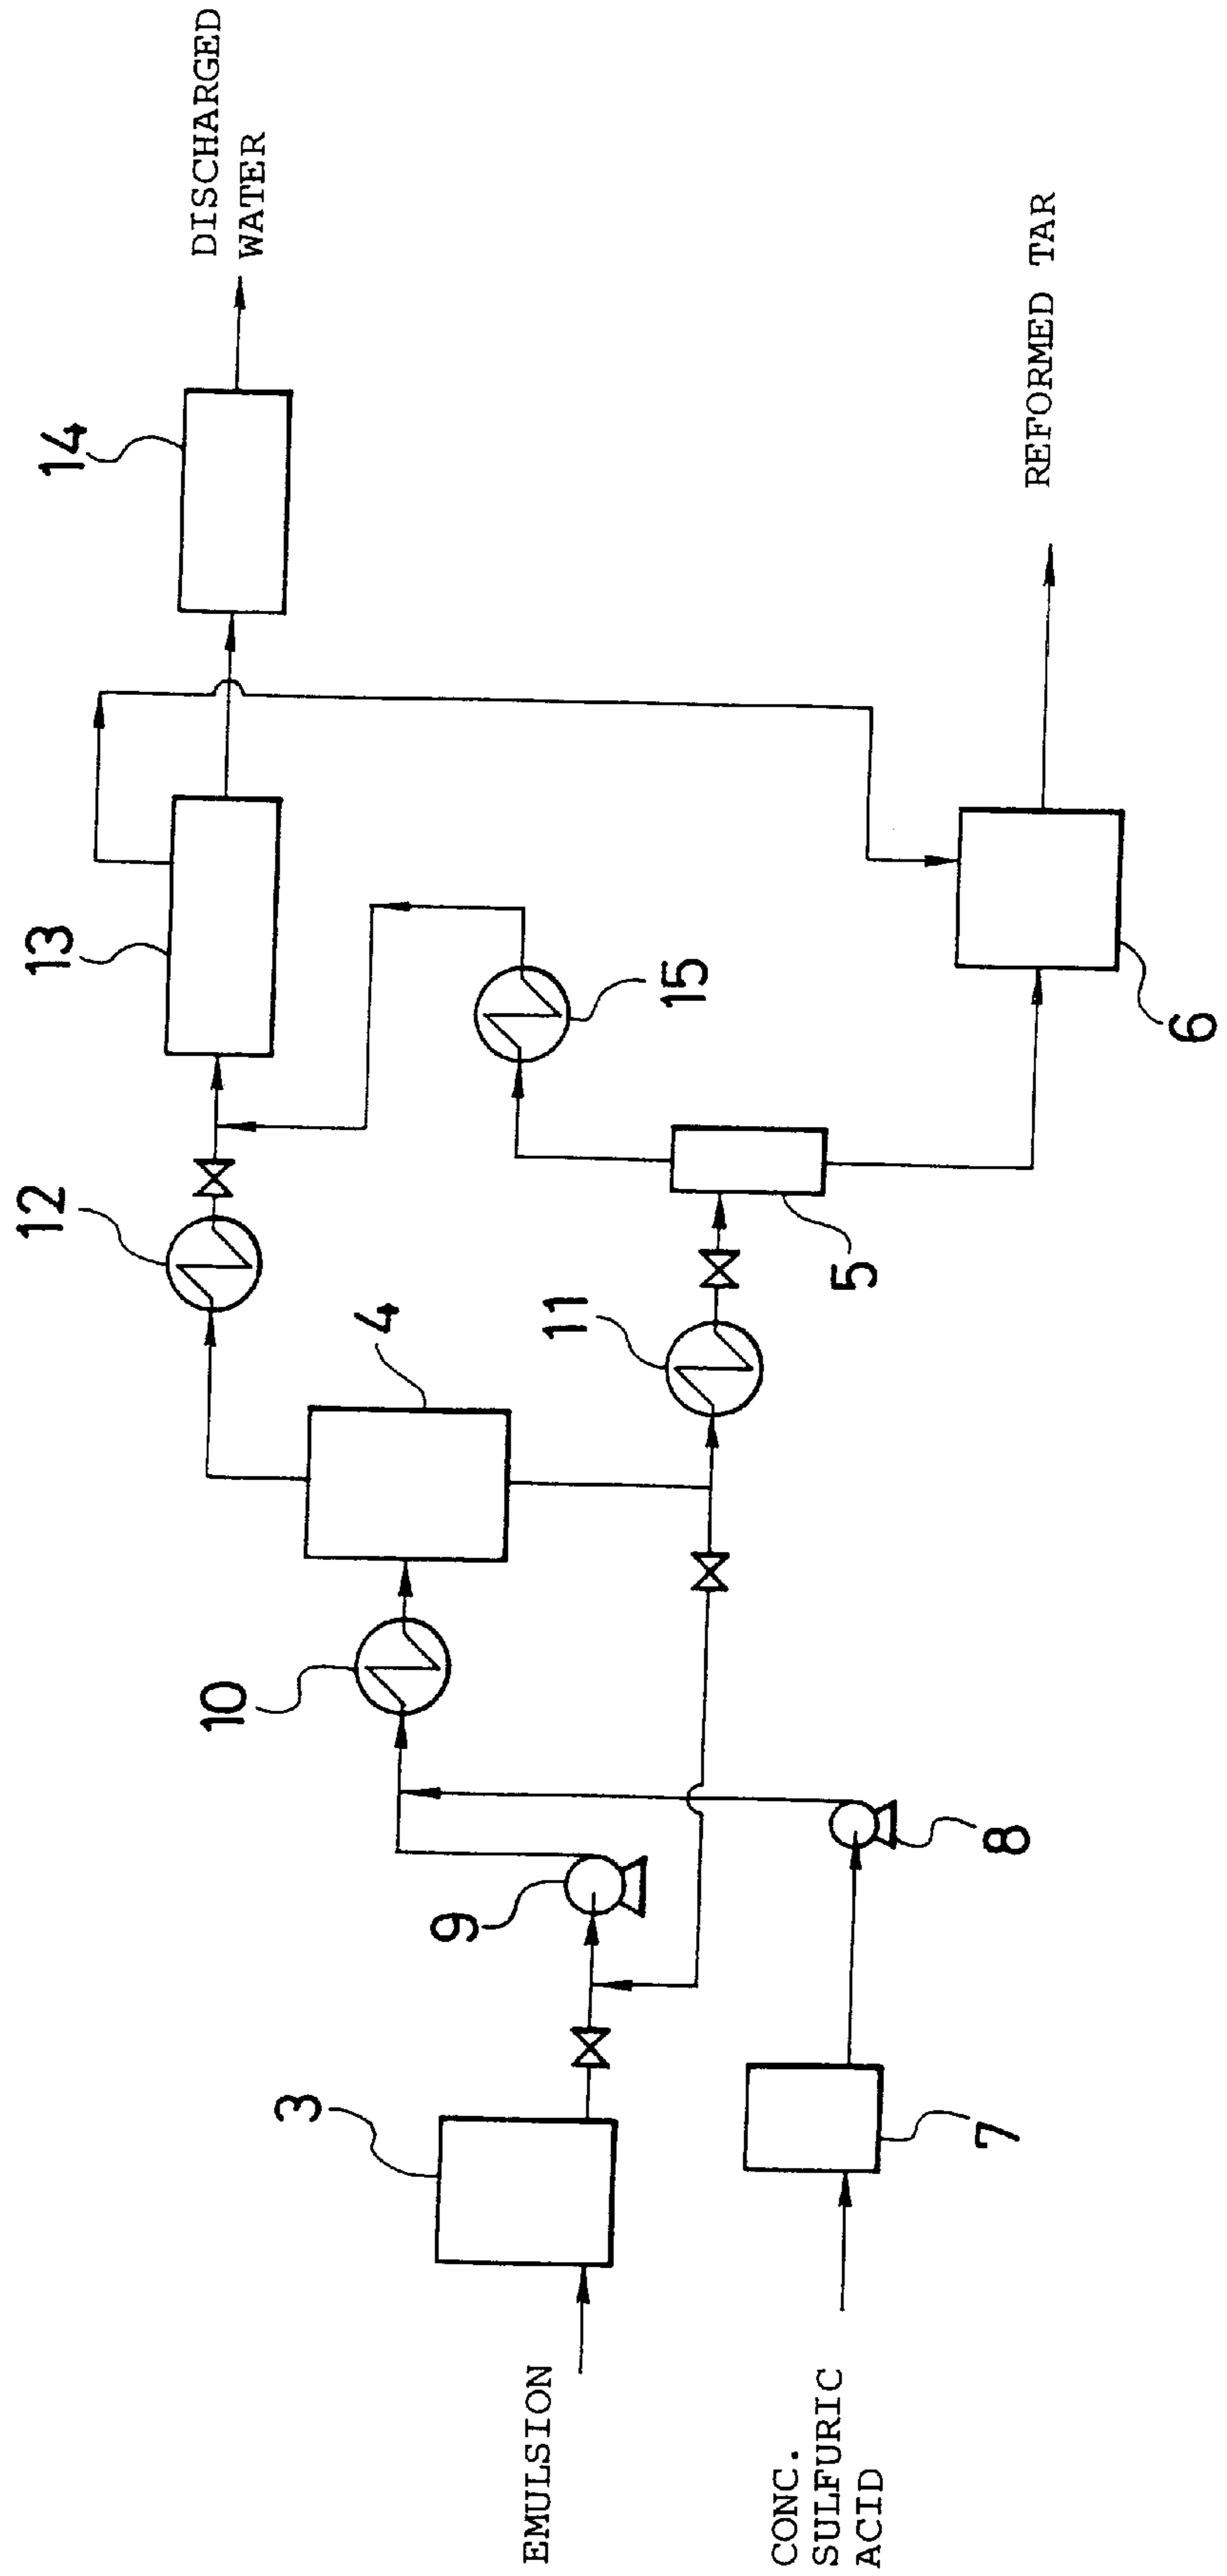 DISCHARGED
WATER
14
13
12
4
10
15
11
5
REFORMED TAR
6
9
3
8
7
EMULSION
CONC.
SULFURIC
ACID